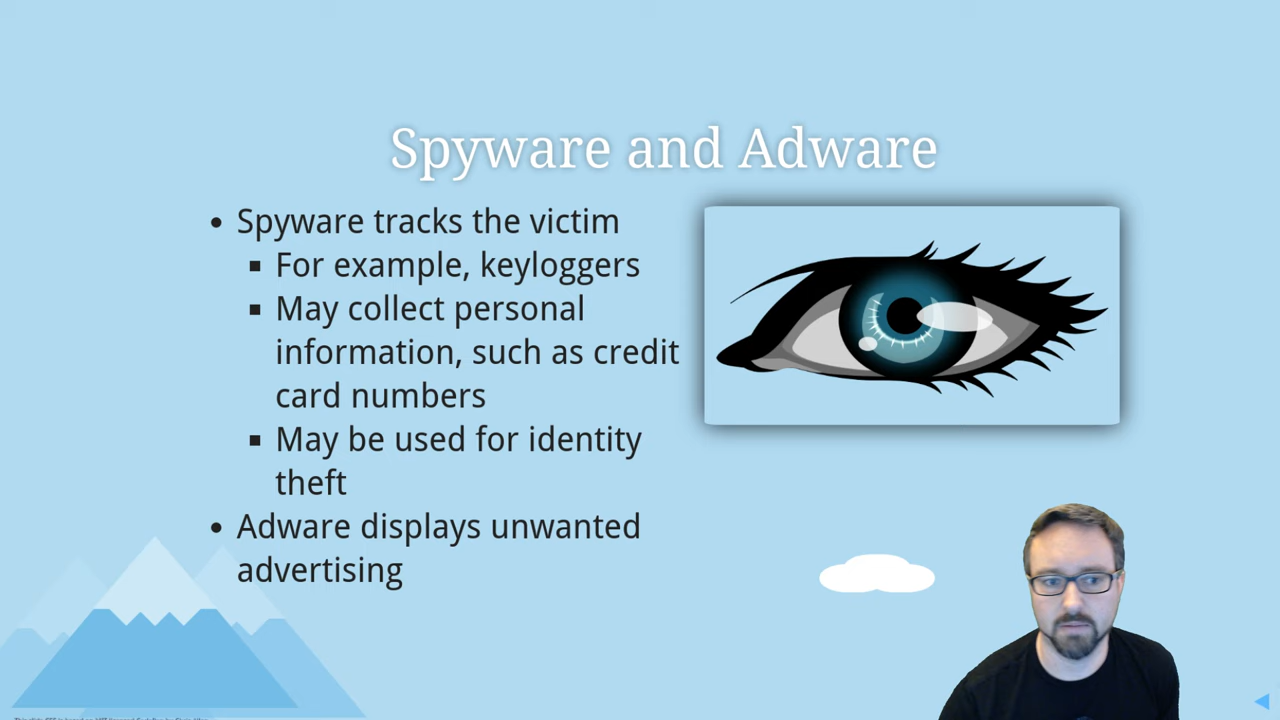 Spyware and Adware
Spyware tracks the victim
For example, keyloggers
May collect personal
information, such as credit
card numbers
May be used for identity
theft
Adware displays unwanted
advertising